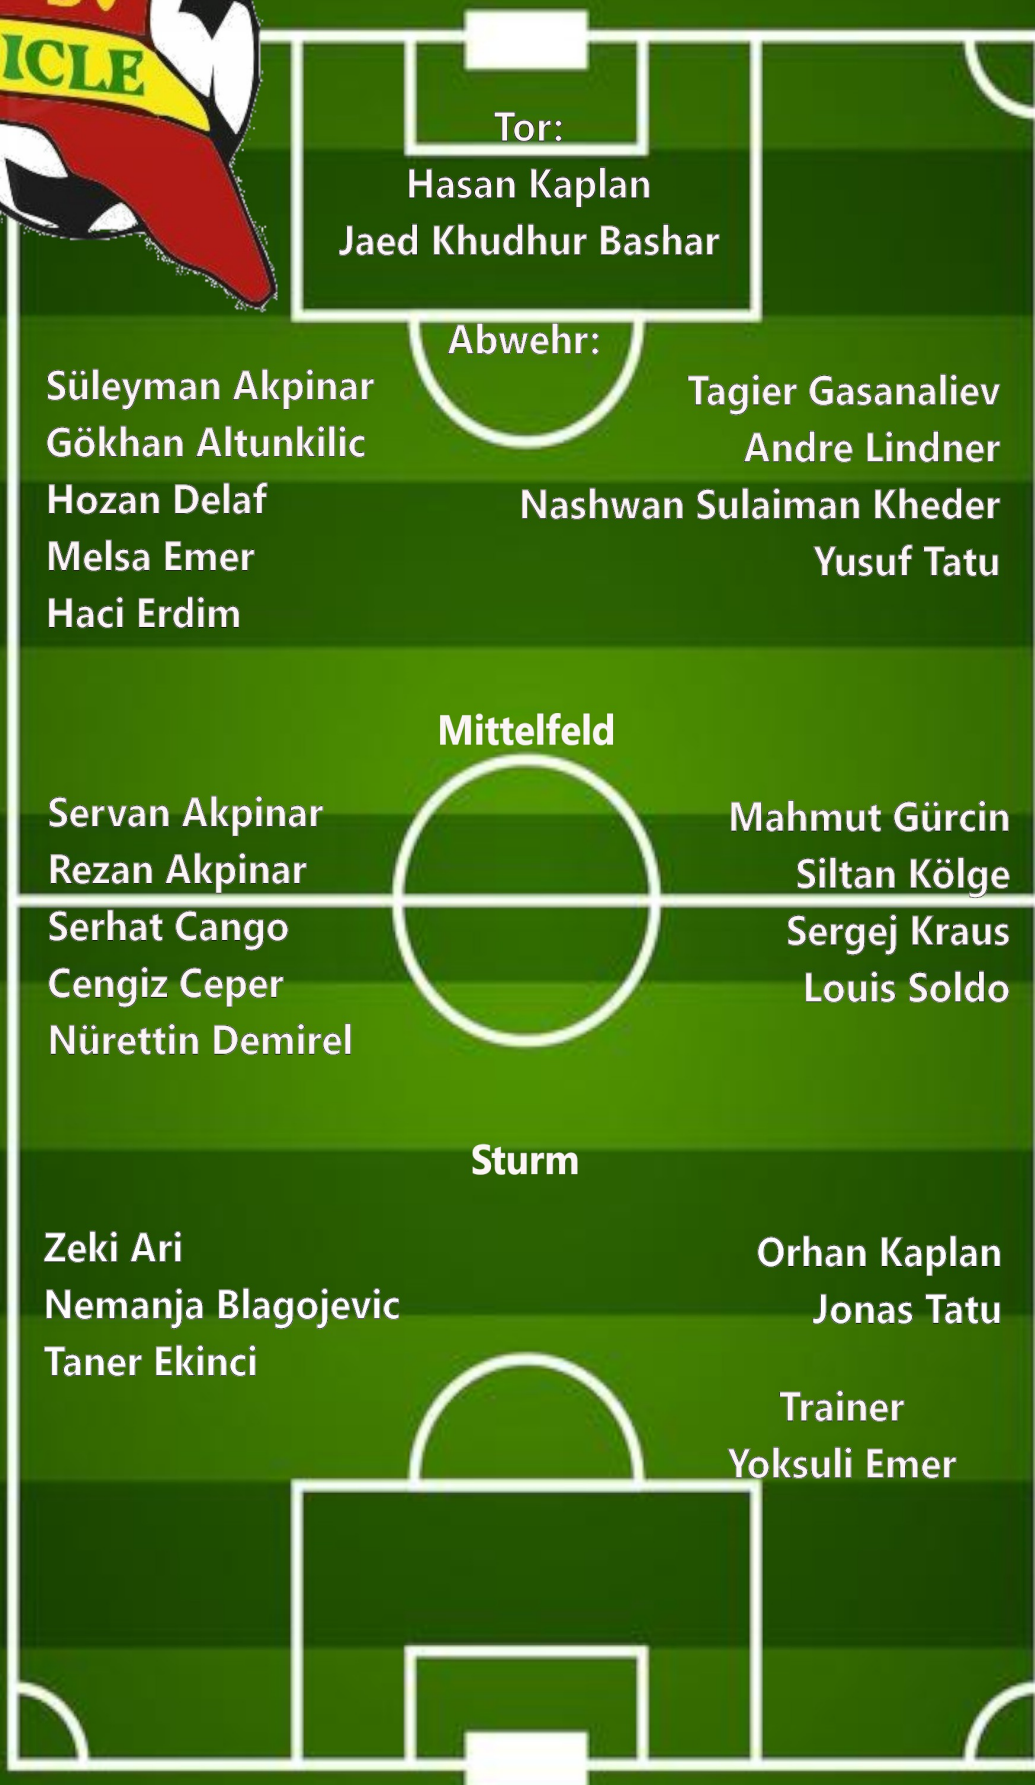 ICLE
Tor:
Hasan Kaplan
Jaed Khudhur Bashar
Abwehr:
Süleyman Akpinar
Gökhan Altunkilic
Hozan Delaf
Melsa Emer
Haci Erdim
Tagier Gasanaliev
Andre Lindner
Nashwan Sulaiman Kheder
Yusuf Tatu
Mittelfeld
Servan Akpinar
Rezan Akpinar
Serhat Cango
Cengiz Ceper
Nürettin Demirel
Mahmut Gürcin
Siltan Kölge
Sergej Kraus
Louis Soldo
Sturm
Zeki Ari
Nemanja Blagojevic
Taner Ekinci
Orhan Kaplan
Jonas Tatu
Trainer
Yoksuli Emer